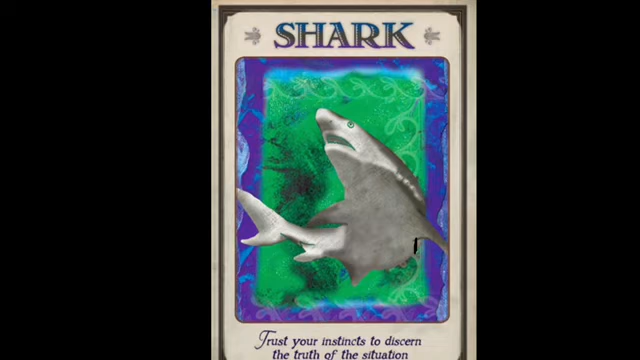 SHARK
Trust your instincts to discern
the truth of the situation